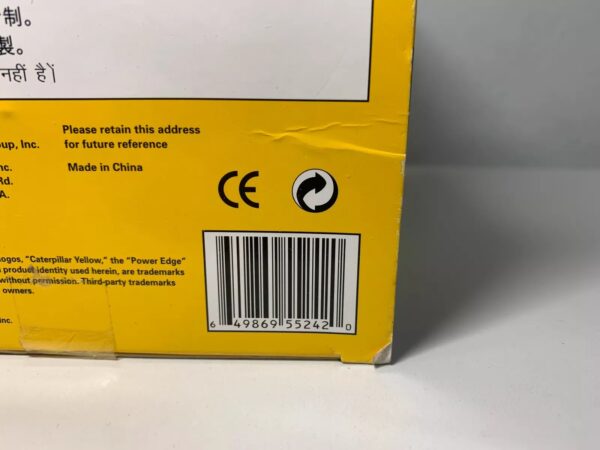 制。
製。
नहीं है।
Please retain this address
for future reference
oup, Inc.
nc.
Rd.
A.
Made in China
CE
ogos, "Caterpillar Yellow," the "Power Edge"
product identity used herein, are trademarks
without permission. Third-party trademarks
owners.
inc.
6 49869 55242 0